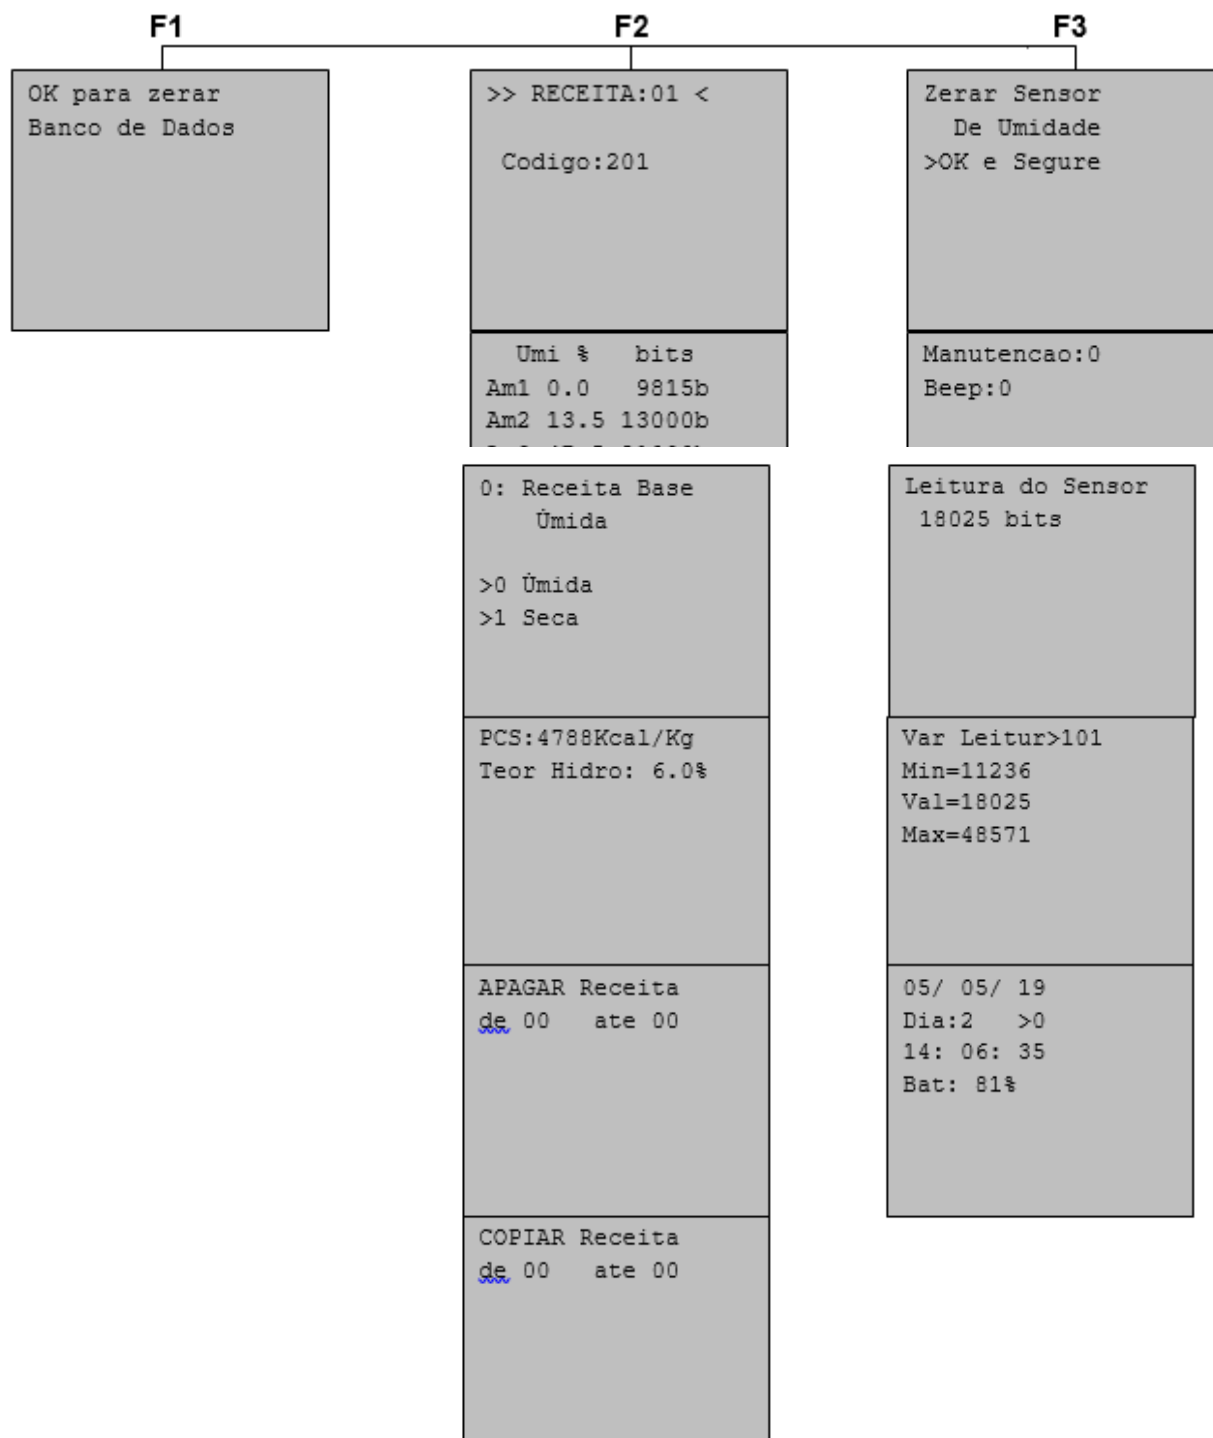 F1
F2
F3
OK para zerar
Banco de Dados
>> RECEITA:01 <
Codigo:201
Umi %   bits
Am1 0.0   9815b
Am2 13.5 13000b
0: Receita Base
Úmida
>0 Úmida
>1 Seca
PCS:4788Kcal/Kg
Teor Hidro: 6.0%
APAGAR Receita
de 00   ate 00
COPIAR Receita
de 00   ate 00
Zerar Sensor
De Umidade
>OK e Segure
Manutencao:0
Beep:0
Leitura do Sensor
18025 bits
Var Leitur>101
Min=11236
Val=18025
Max=48571
05/ 05/ 19
Dia:2   >0
14: 06: 35
Bat: 81%